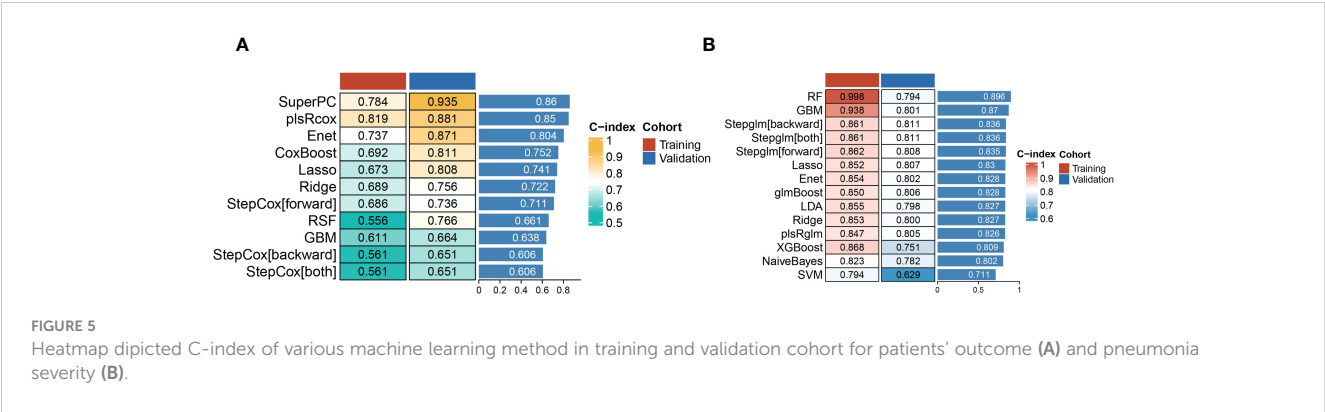 A
SuperPC 0.784 0.935 0.86
plsRcox 0.819 0.881 0.85
Enet 0.737 0.871 0.804
CoxBoost 0.692 0.811 0.752
Lasso 0.673 0.808 0.741
Ridge 0.689 0.756 0.722
StepCox[forward] 0.686 0.736 0.711
RSF 0.556 0.766 0.661
GBM 0.611 0.664 0.638
StepCox[backward] 0.561 0.651 0.606
StepCox[both] 0.561 0.651 0.606
0 0.2 0.4 0.6 0.8
C-index Cohort
1 Training
0.9 Validation
0.8
0.7
0.6
0.5
B
RF 0.998 0.794 0.896
GBM 0.938 0.801 0.87
Stepglm[backward] 0.861 0.811 0.836
Stepglm[both] 0.861 0.811 0.836
Stepglm[forward] 0.862 0.808 0.835
Lasso 0.852 0.807 0.83
Enet 0.854 0.802 0.828
glmBoost 0.850 0.806 0.828
LDA 0.855 0.798 0.827
Ridge 0.853 0.800 0.827
plsRglm 0.847 0.805 0.826
XGBoost 0.868 0.751 0.809
NaiveBayes 0.823 0.782 0.802
SVM 0.794 0.629 0.711
0 0.5 1
C-index Cohort
1 Training
0.9 Validation
0.8
0.7
0.6
FIGURE 5
Heatmap dipicted C-index of various machine learning method in training and validation cohort for patients' outcome (A) and pneumonia
severity (B).